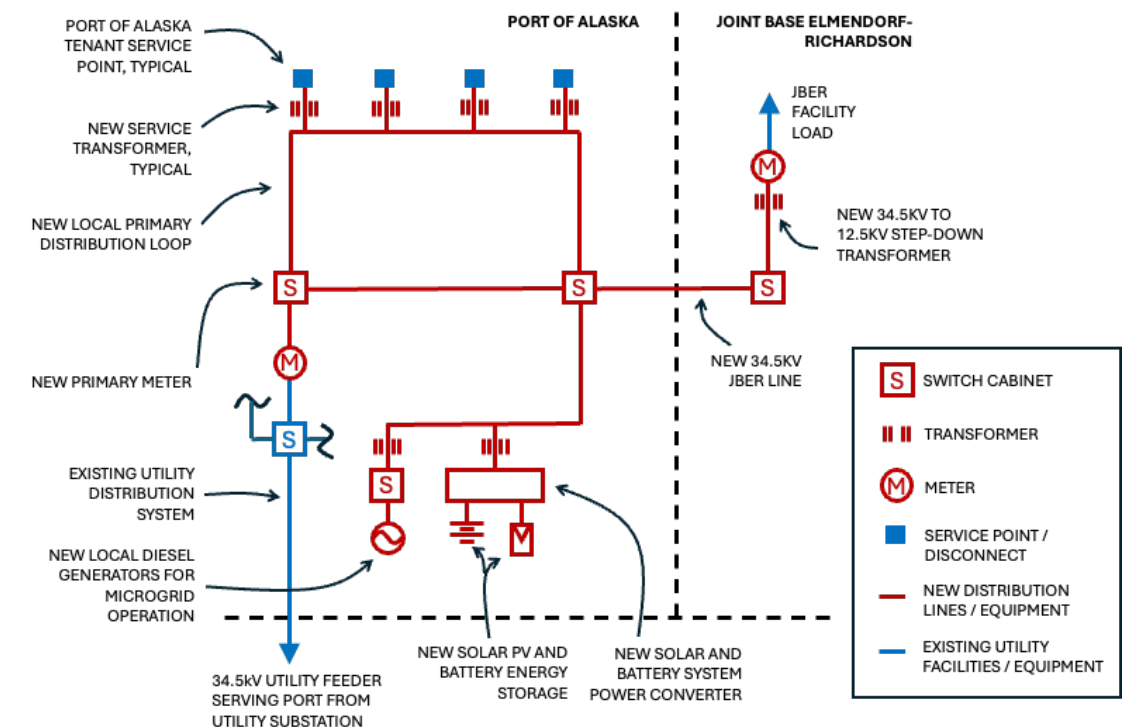 PORT OF ALASKA
TENANT SERVICE
POINT, TYPICAL
PORT OF ALASKA
JOINT BASE ELMENDORF-
RICHARDSON
JBER
FACILITY
LOAD
NEW SERVICE
TRANSFORMER,
TYPICAL
M
NEW LOCAL PRIMARY
DISTRIBUTION LOOP
NEW 34.5KV TO
12.5KV STEP-DOWN
TRANSFORMER
S
S
S
NEW PRIMARY METER
M
NEW 34.5KV
JBER LINE
S
EXISTING UTILITY
DISTRIBUTION
SYSTEM
S
NEW LOCAL DIESEL
GENERATORS FOR
MICROGRID
OPERATION
34.5kV UTILITY FEEDER
SERVING PORT FROM
UTILITY SUBSTATION
NEW SOLAR PV AND
BATTERY ENERGY
STORAGE
NEW SOLAR AND
BATTERY SYSTEM
POWER CONVERTER
S SWITCH CABINET
TRANSFORMER
M METER
SERVICE POINT /
DISCONNECT
NEW DISTRIBUTION
LINES / EQUIPMENT
EXISTING UTILITY
FACILITIES / EQUIPMENT